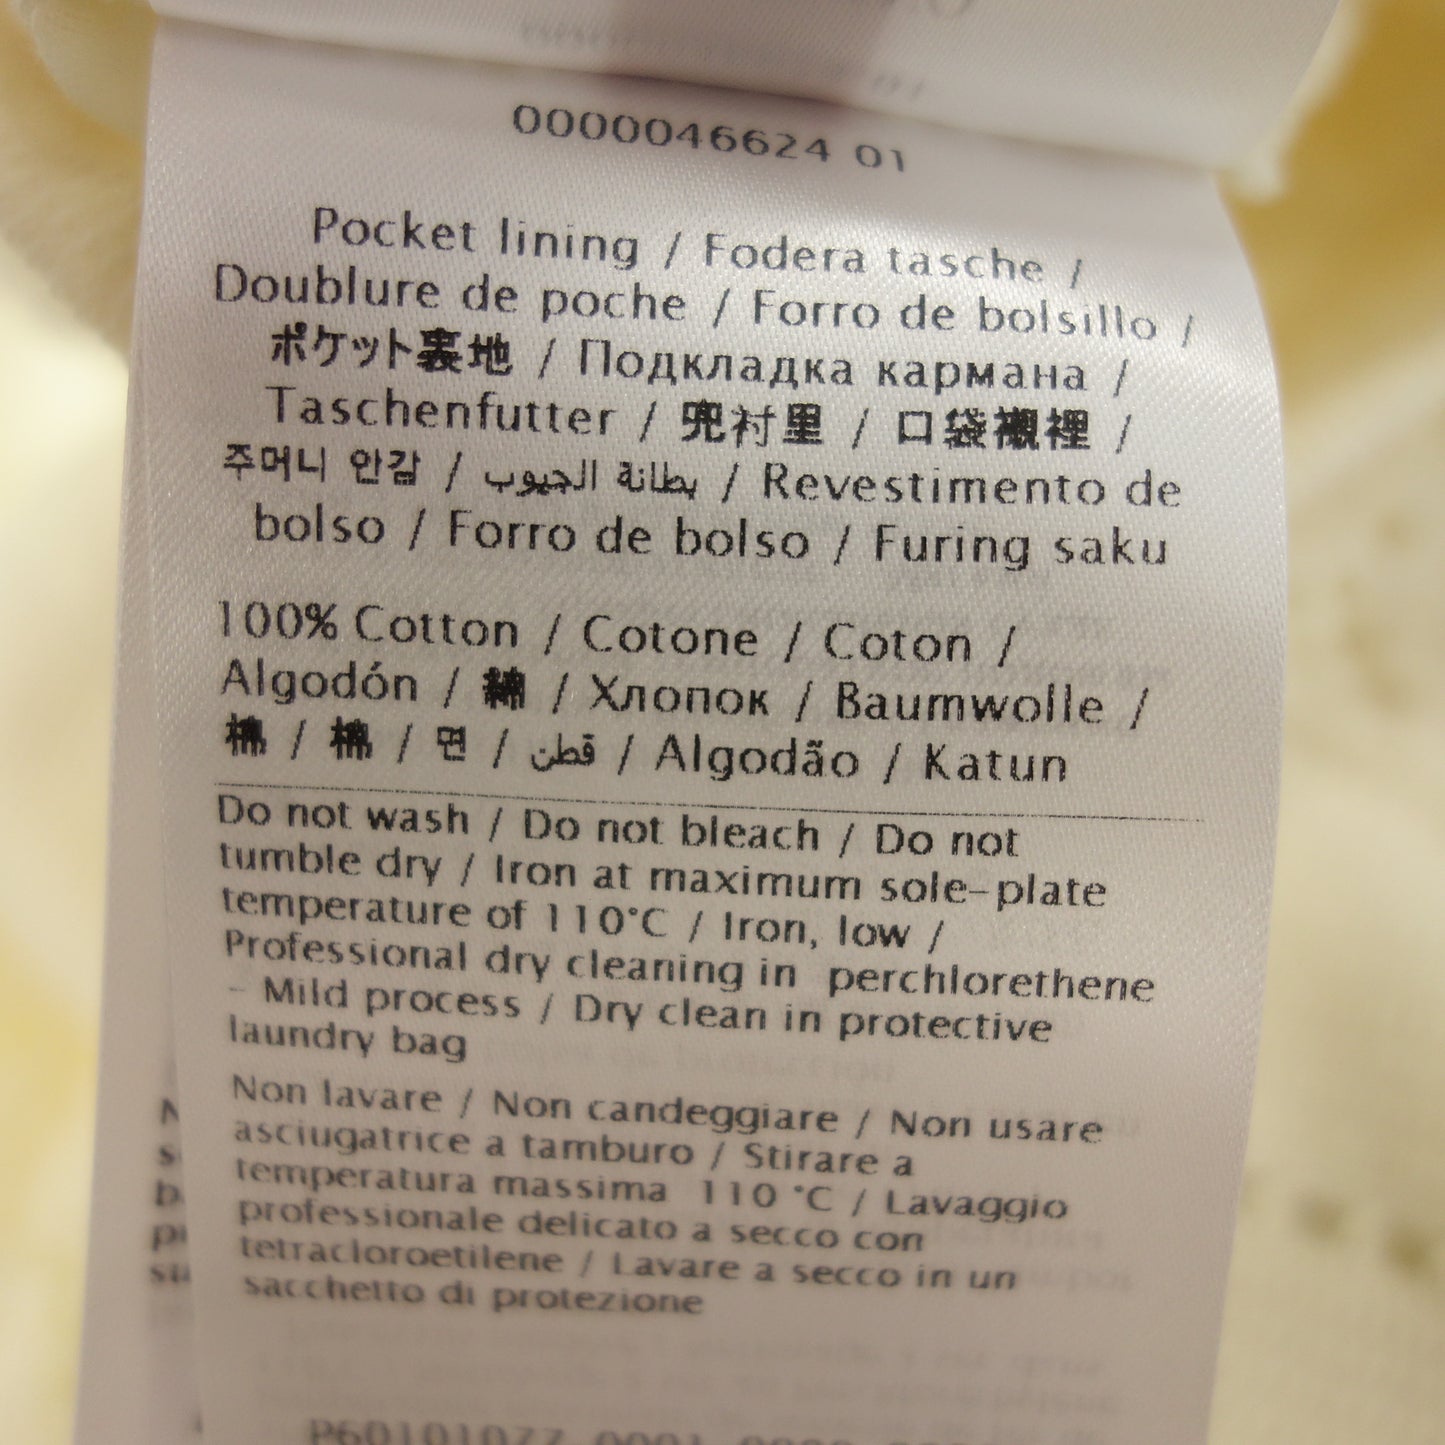 0000046624 01
Pocket lining / Fodera tasche /
Doublure de poche / Forro de bolsillo /
ポケット裏地 / Подкладка кармана /
Taschenfutter / 兜衬里 / 口袋襯裡 /
주머니 안감 / بطانة الجيوب / Revestimento de
bolso / Forro de bolso / Furing saku
100% Cotton / Cotone / Coton /
Algodón / 綿 / Хлопок / Baumwolle /
棉 / 棉 / 면 / قطن / Algodão / Katun
Do not wash / Do not bleach / Do not
tumble dry / Iron at maximum sole-plate
temperature of 110°C / Iron, low /
Professional dry cleaning in perchlorethene
- Mild process / Dry clean in protective
laundry bag
Non lavare / Non candeggiare / Non usare
asciugatrice a tamburo / Stirare a
temperatura massima 110 °C / Lavaggio
professionale delicato a secco con
tetracloroetilene / Lavare a secco in un
sacchetto di protezione